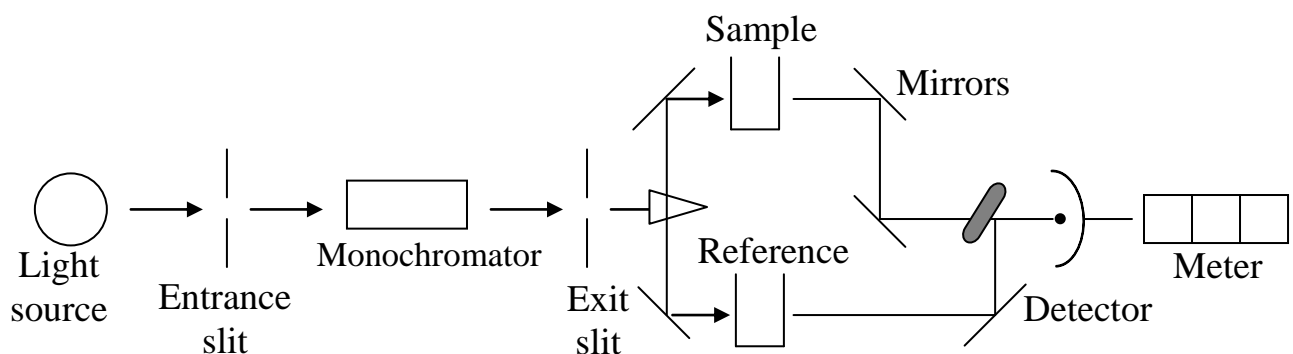 Sample
Mirrors
Light
source
Entrance
slit
Monochromator
Exit
slit
Reference
Detector
Meter